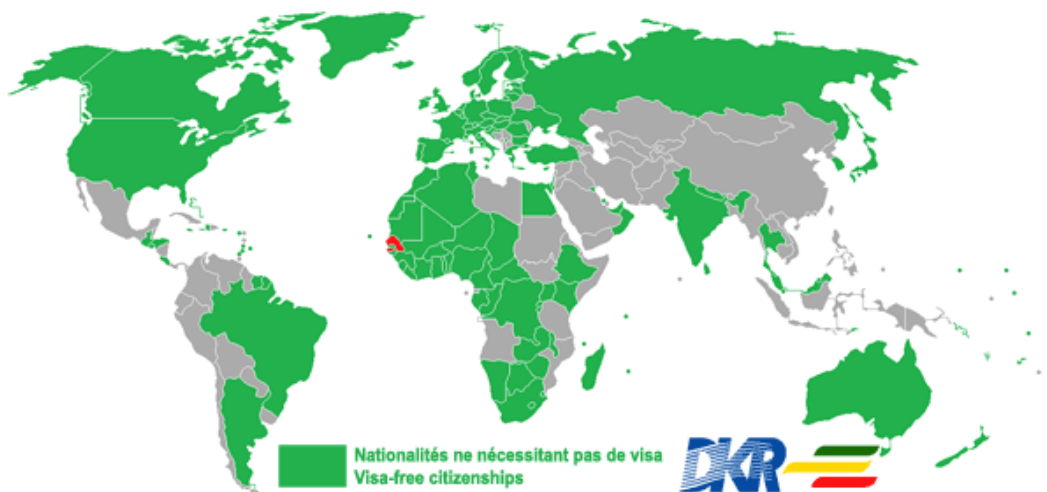 Nationalités ne nécessitant pas de visa
Visa-free citizenships
DKR